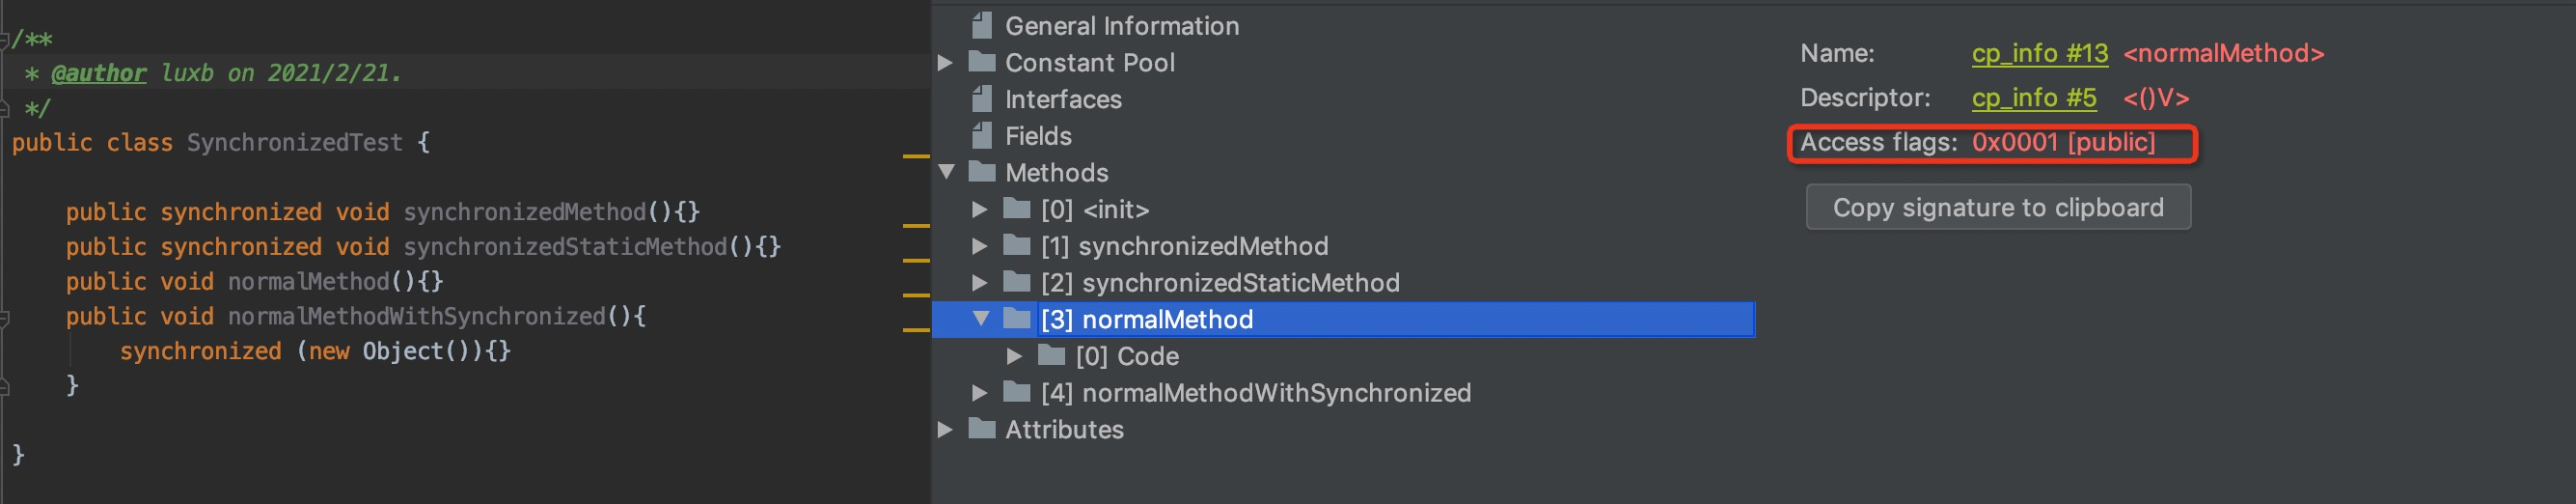 /**
 * @author luxb on 2021/2/21.
 */
public class SynchronizedTest {
    public synchronized void synchronizedMethod(){}
    public synchronized void synchronizedStaticMethod(){}
    public void normalMethod(){}
    public void normalMethodWithSynchronized(){
        synchronized (new Object()){}
    }
}
General Information
Constant Pool
Interfaces
Fields
Methods
[0] <init>
[1] synchronizedMethod
[2] synchronizedStaticMethod
[3] normalMethod
[0] Code
[4] normalMethodWithSynchronized
Attributes
Name: cp_info #13 <normalMethod>
Descriptor: cp_info #5 <()V>
Access flags: 0x0001 [public]
Copy signature to clipboard